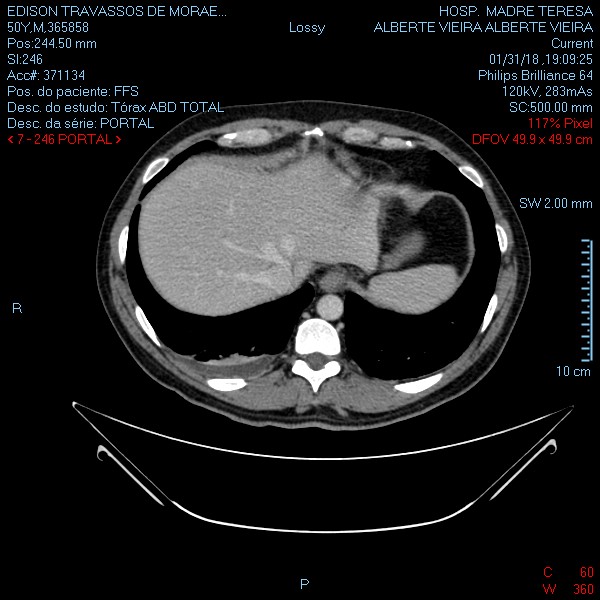 EDISON TRAVASSOS DE MORAE...
50Y,M,365858
Pos:244.50 mm
SI:246
Acc#: 371134
Pos. do paciente: FFS
Desc. do estudo: Tórax ABD TOTAL
Desc. da série: PORTAL
< 7 - 246 PORTAL >
Lossy
HOSP. MADRE TERESA
ALBERTE VIEIRA ALBERTE VIEIRA
Current
01/31/18 ,19:09:25
Philips Brilliance 64
120kV, 283mAs
SC:500.00 mm
117% Pixel
DFOV 49.9 x 49.9 cm
SW 2.00 mm
R
10 cm
P
C 60
W 360